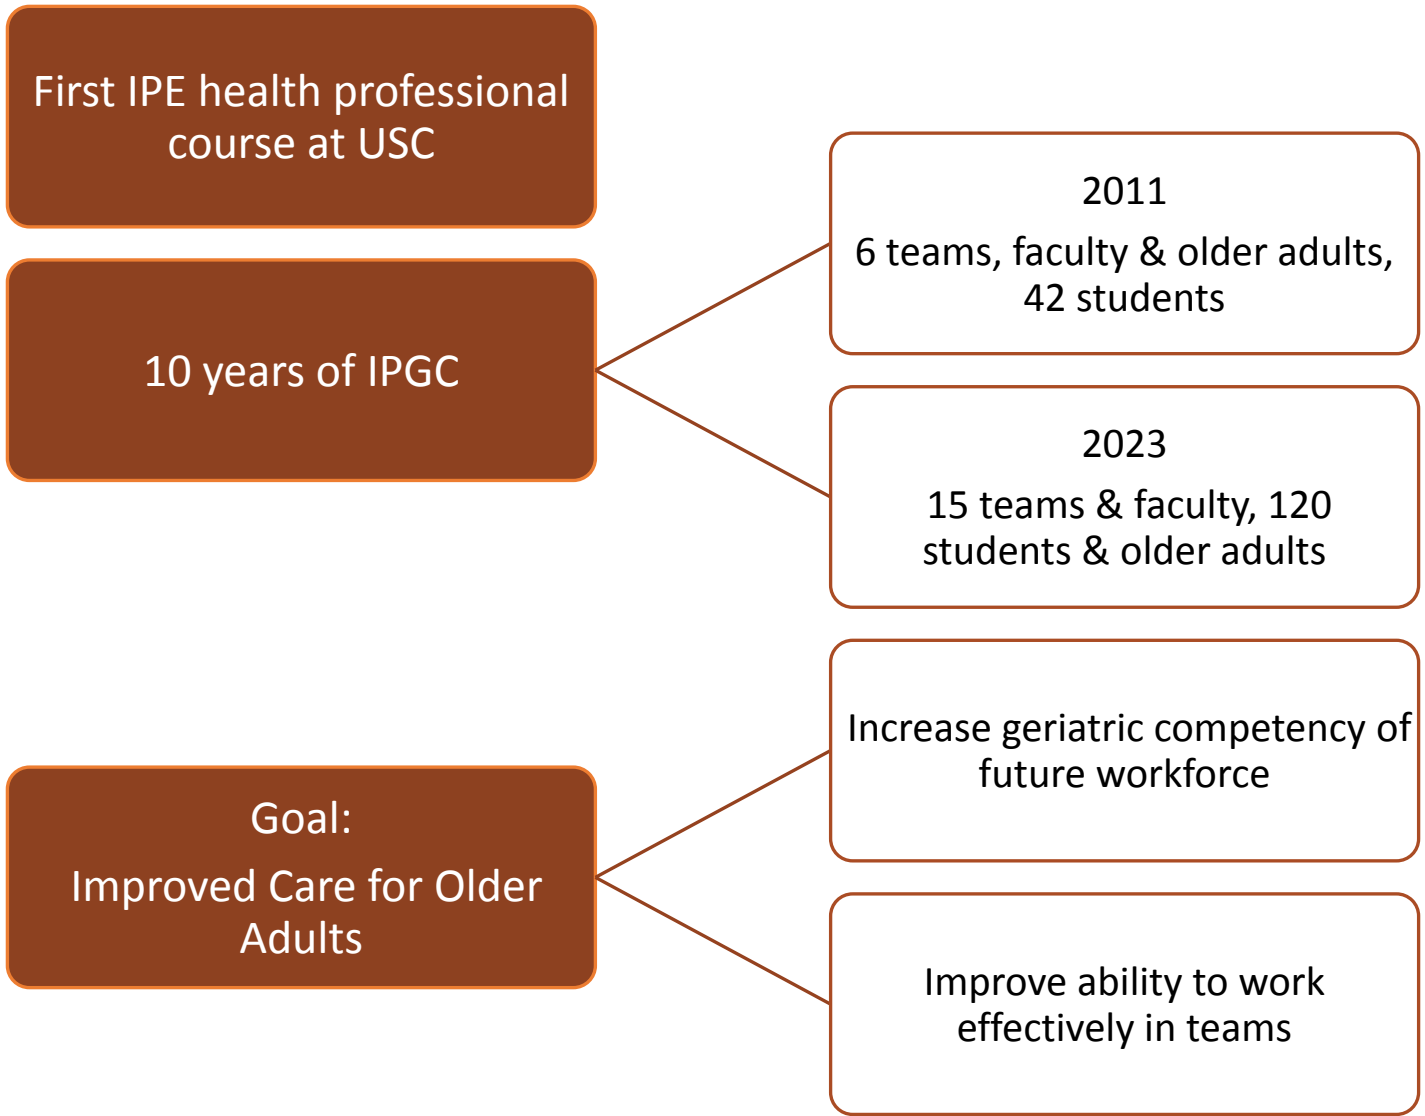 First IPE health professional
course at USC
10 years of IPGC
2011
6 teams, faculty & older adults,
42 students
2023
15 teams & faculty, 120
students & older adults
Goal:
Improved Care for Older
Adults
Increase geriatric competency of
future workforce
Improve ability to work
effectively in teams